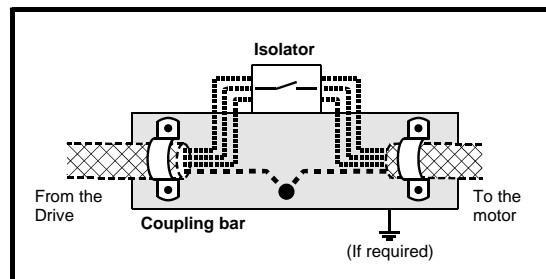 Isolator
From the
Drive
Coupling bar
To the
motor
(If required)